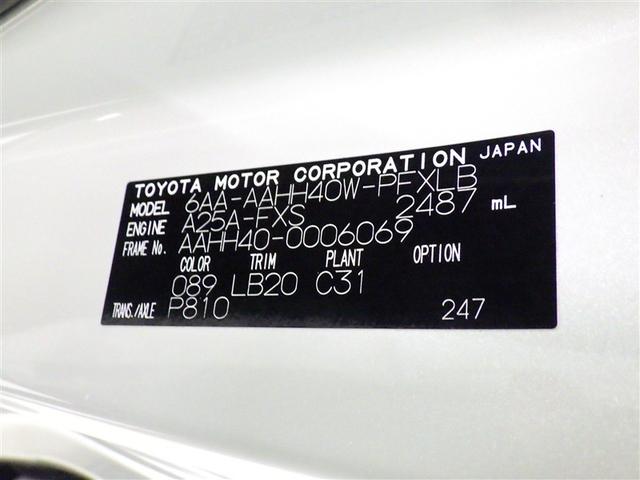 TOYOTA MOTOR CORPORATION JAPAN
MODEL 6AA-AAHH40W-PFXLB
ENGINE A25A-FXS 2487 mL
FRAME No. AAHH40-0006069
COLOR TRIM PLANT OPTION
089 LB20 C31
TRANS./AXLE P810 247